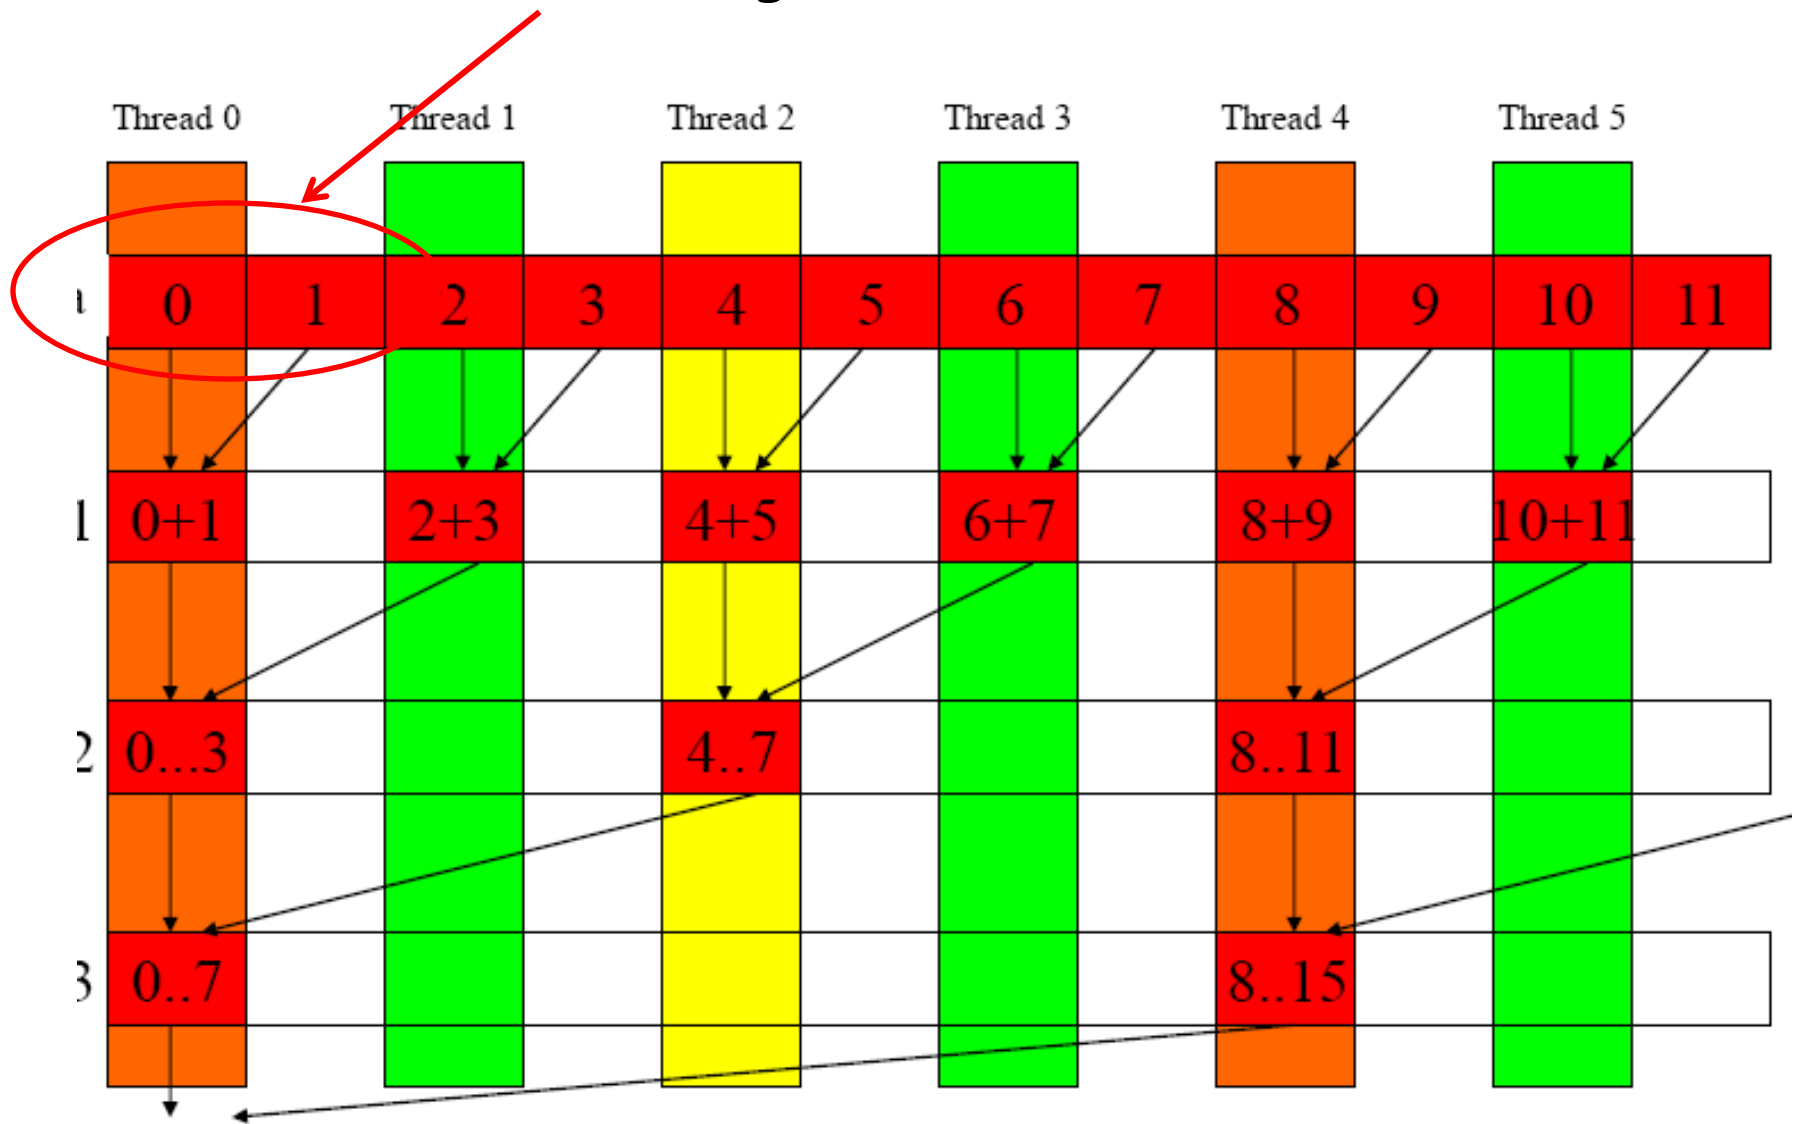 Thread 0 Thread 1 Thread 2 Thread 3 Thread 4 Thread 5
0 1 2 3 4 5 6 7 8 9 10 11
1 0+1 2+3 4+5 6+7 8+9 10+11
2 0...3 4..7 8..11
3 0..7 8..15